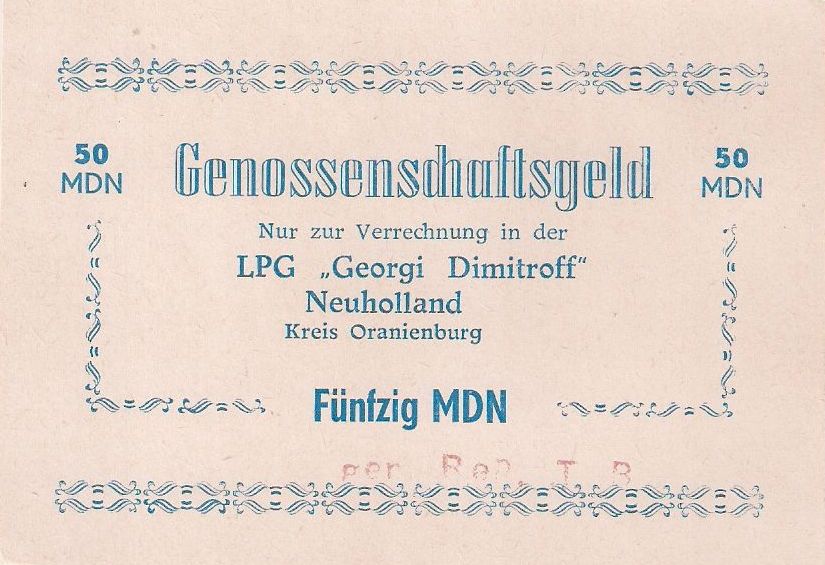 50
MDN
Genossenschaftsgeld
50
MDN
Nur zur Verrechnung in der
LPG „Georgi Dimitroff“
Neuholland
Kreis Oranienburg
Fünfzig MDN